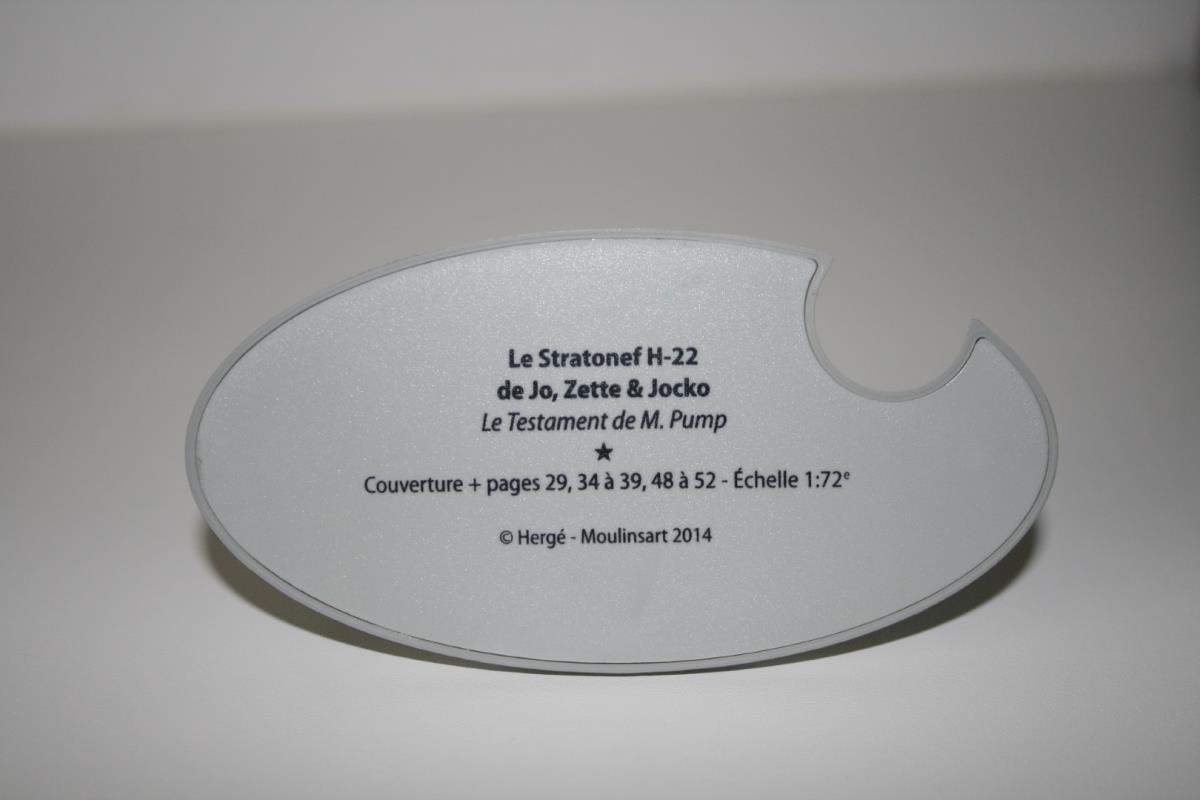 Le Stratonef H-22
de Jo, Zette & Jocko
Le Testament de M. Pump
★
Couverture + pages 29, 34 à 39, 48 à 52 - Échelle 1:72ᵉ
© Hergé - Moulinsart 2014